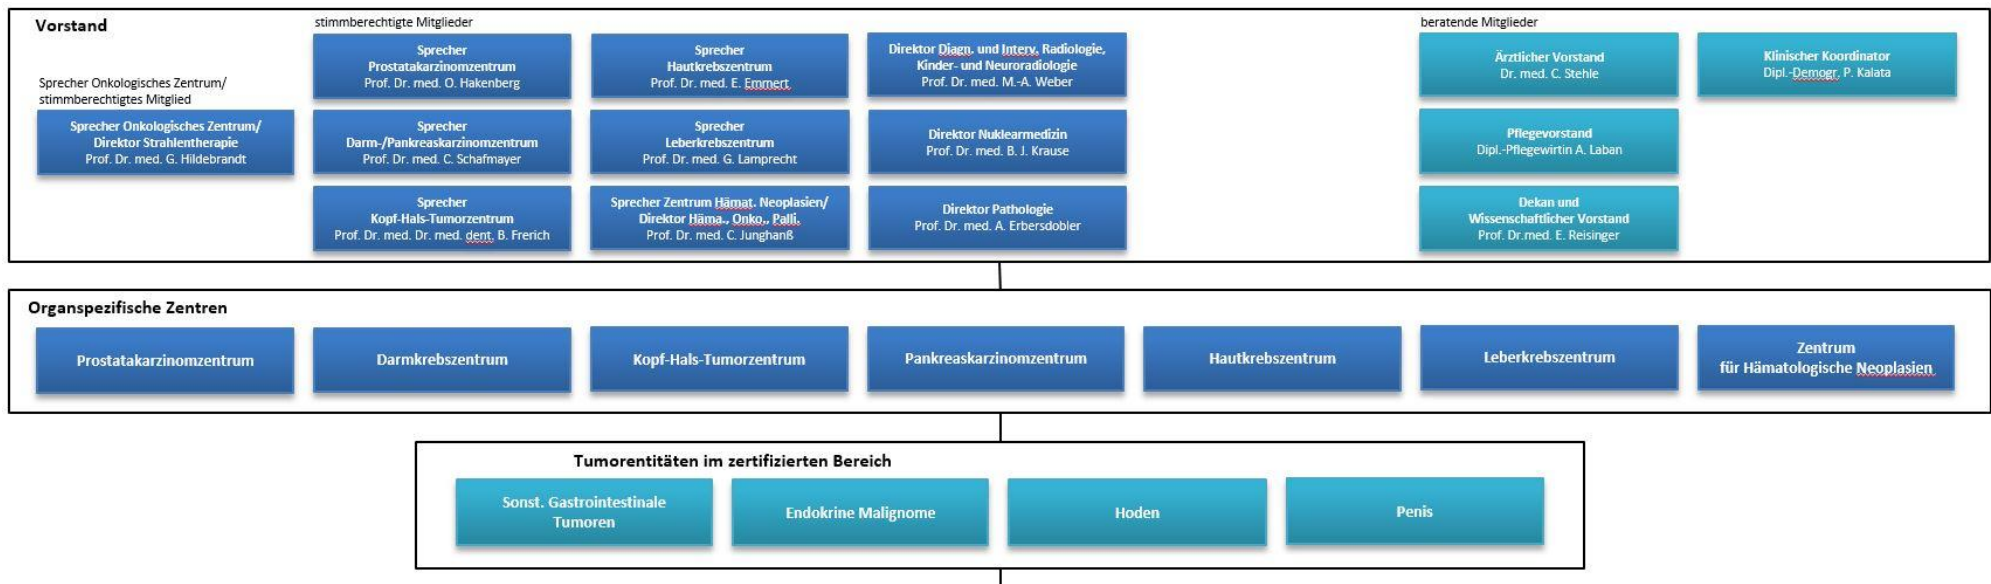 Vorstand
Sprecher Onkologisches Zentrum/
stimmberechtigtes Mitglied
Sprecher Onkologisches Zentrum/
Direktor Strahlentherapie
Prof. Dr. med. G. Hildebrandt
stimmberechtigte Mitglieder
Sprecher
Prostatakarzinomzentrum
Prof. Dr. med. O. Hakenberg
Sprecher
Hautkrebszentrum
Prof. Dr. med. E. Emmert
Direktor Diagn. und Interv. Radiologie,
Kinder- und Neuroradiologie
Prof. Dr. med. M.-A. Weber
Sprecher
Darm-/Pankreaskarzinomzentrum
Prof. Dr. med. C. Schafmayer
Sprecher
Leberkrebszentrum
Prof. Dr. med. G. Lamprecht
Direktor Nuklearmedizin
Prof. Dr. med. B. J. Krause
Sprecher
Kopf-Hals-Tumorzentrum
Prof. Dr. med. Dr. med. dent. B. Frerich
Sprecher Zentrum Hämat. Neoplasien/
Direktor Häma., Onko., Palli.
Prof. Dr. med. C. Junghanß
Direktor Pathologie
Prof. Dr. med. A. Erbersdobler
beratende Mitglieder
Ärztlicher Vorstand
Dr. med. C. Stehle
Klinischer Koordinator
Dipl.-Demogr. P. Kalata
Pflegevorstand
Dipl.-Pflegewirtin A. Laban
Dekan und
Wissenschaftlicher Vorstand
Prof. Dr.med. E. Reisinger
Organspezifische Zentren
Prostatakarzinomzentrum
Darmkrebszentrum
Kopf-Hals-Tumorzentrum
Pankreaskarzinomzentrum
Hautkrebszentrum
Leberkrebszentrum
Zentrum
für Hämatologische Neoplasien
Tumorentitäten im zertifizierten Bereich
Sonst. Gastrointestinale
Tumoren
Endokrine Malignome
Hoden
Penis